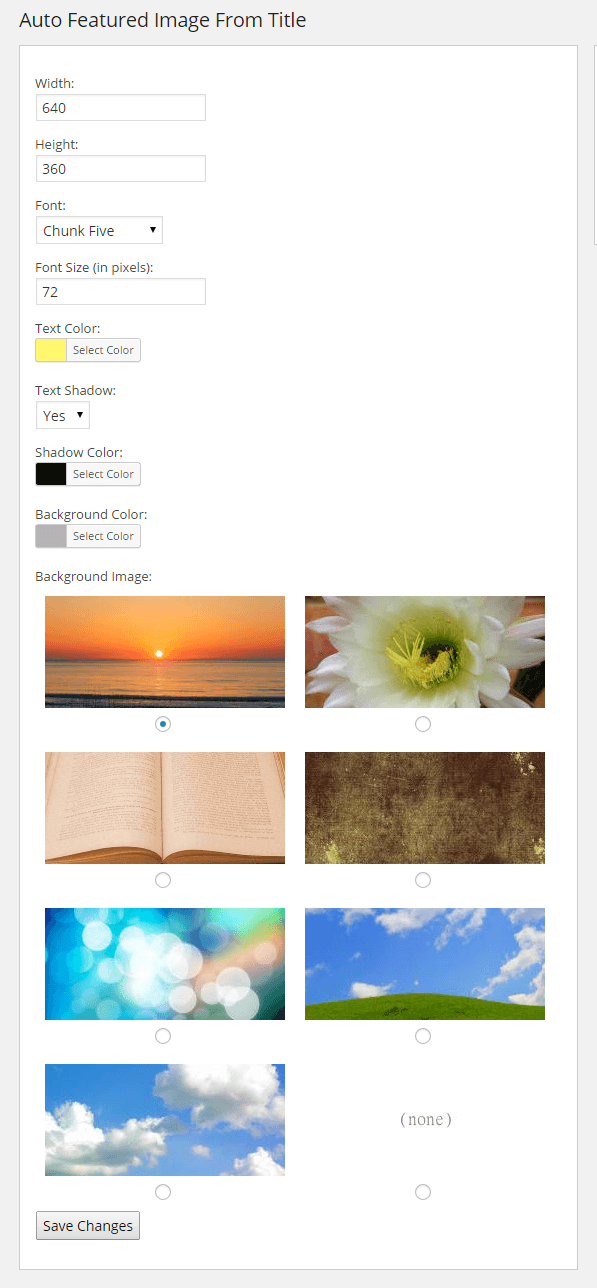 Auto Featured Image From Title
Width:
640
Height:
360
Font:
Chunk Five
Font Size (in pixels):
72
Text Color:
Select Color
Text Shadow:
Yes
Shadow Color:
Select Color
Background Color:
Select Color
Background Image:
(none)
Save Changes